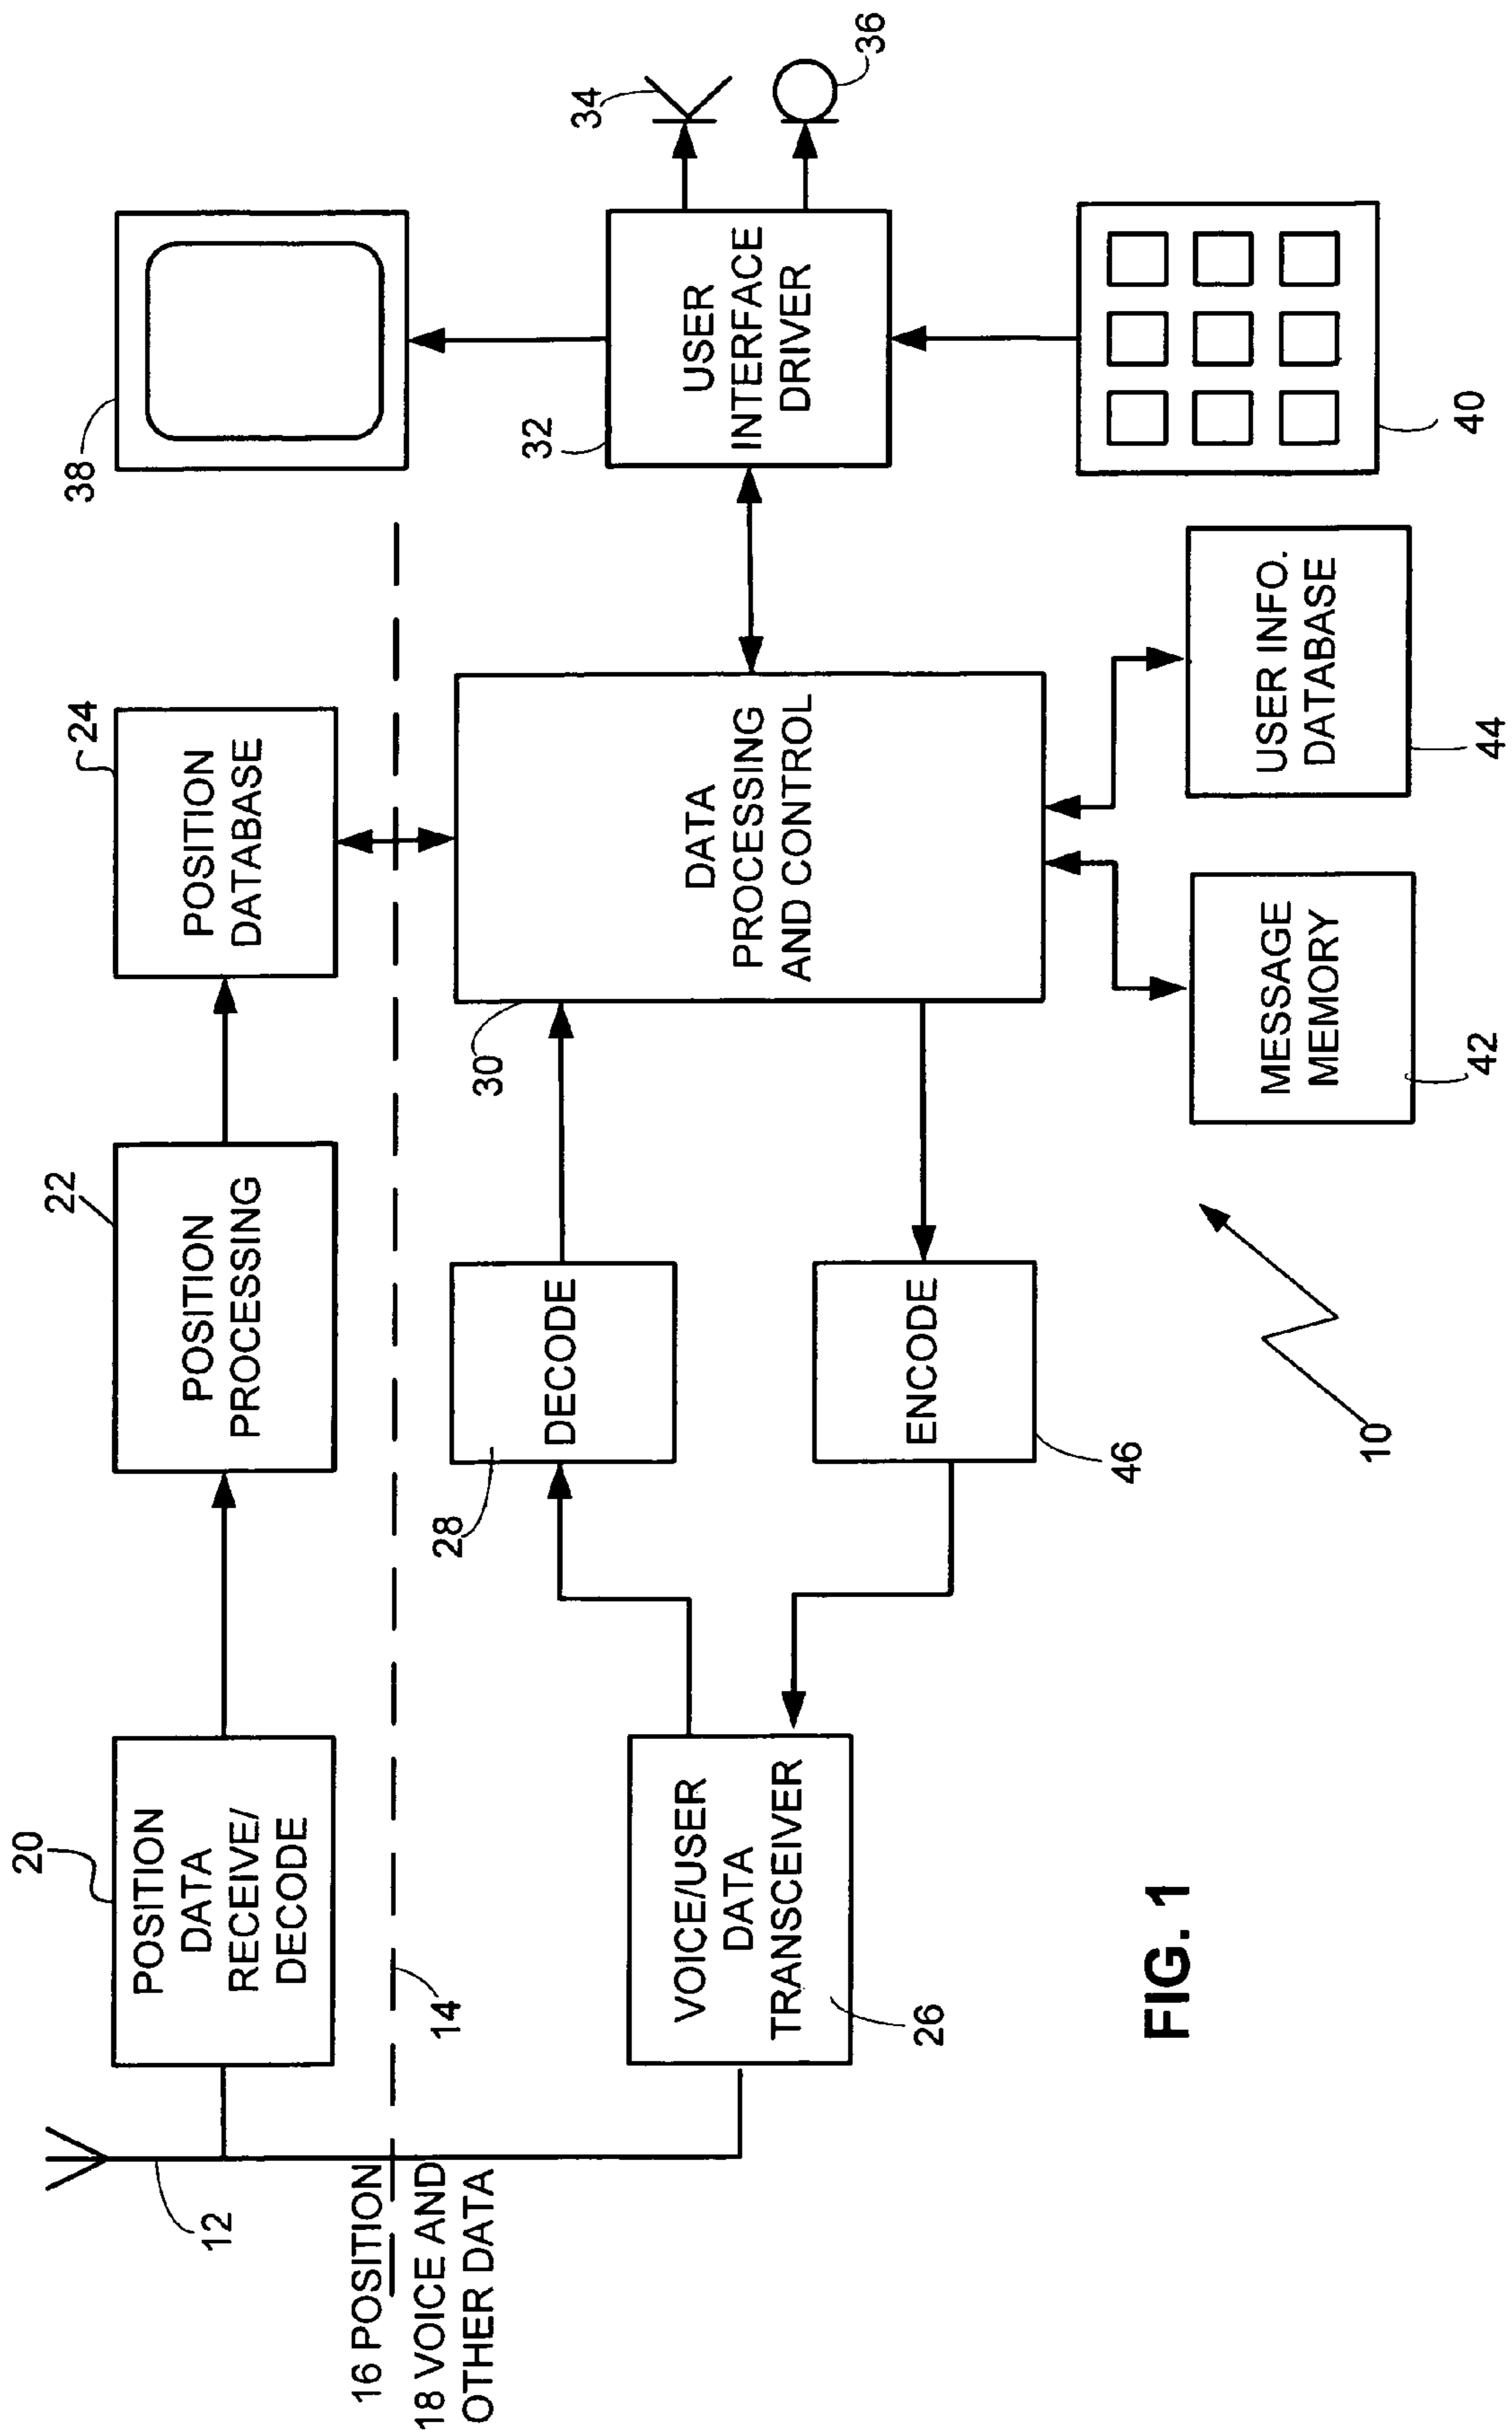 20
POSITION
DATA
RECEIVE/
DECODE
22
POSITION
PROCESSING
24
POSITION
DATABASE
38
12
16 POSITION
18 VOICE AND
OTHER DATA
14
28
DECODE
30
DATA
PROCESSING
AND CONTROL
32
USER
INTERFACE
DRIVER
34
36
VOICE/USER
DATA
TRANSCEIVER
26
ENCODE
46
MESSAGE
MEMORY
42
USER INFO.
DATABASE
44
40
10
FIG. 1